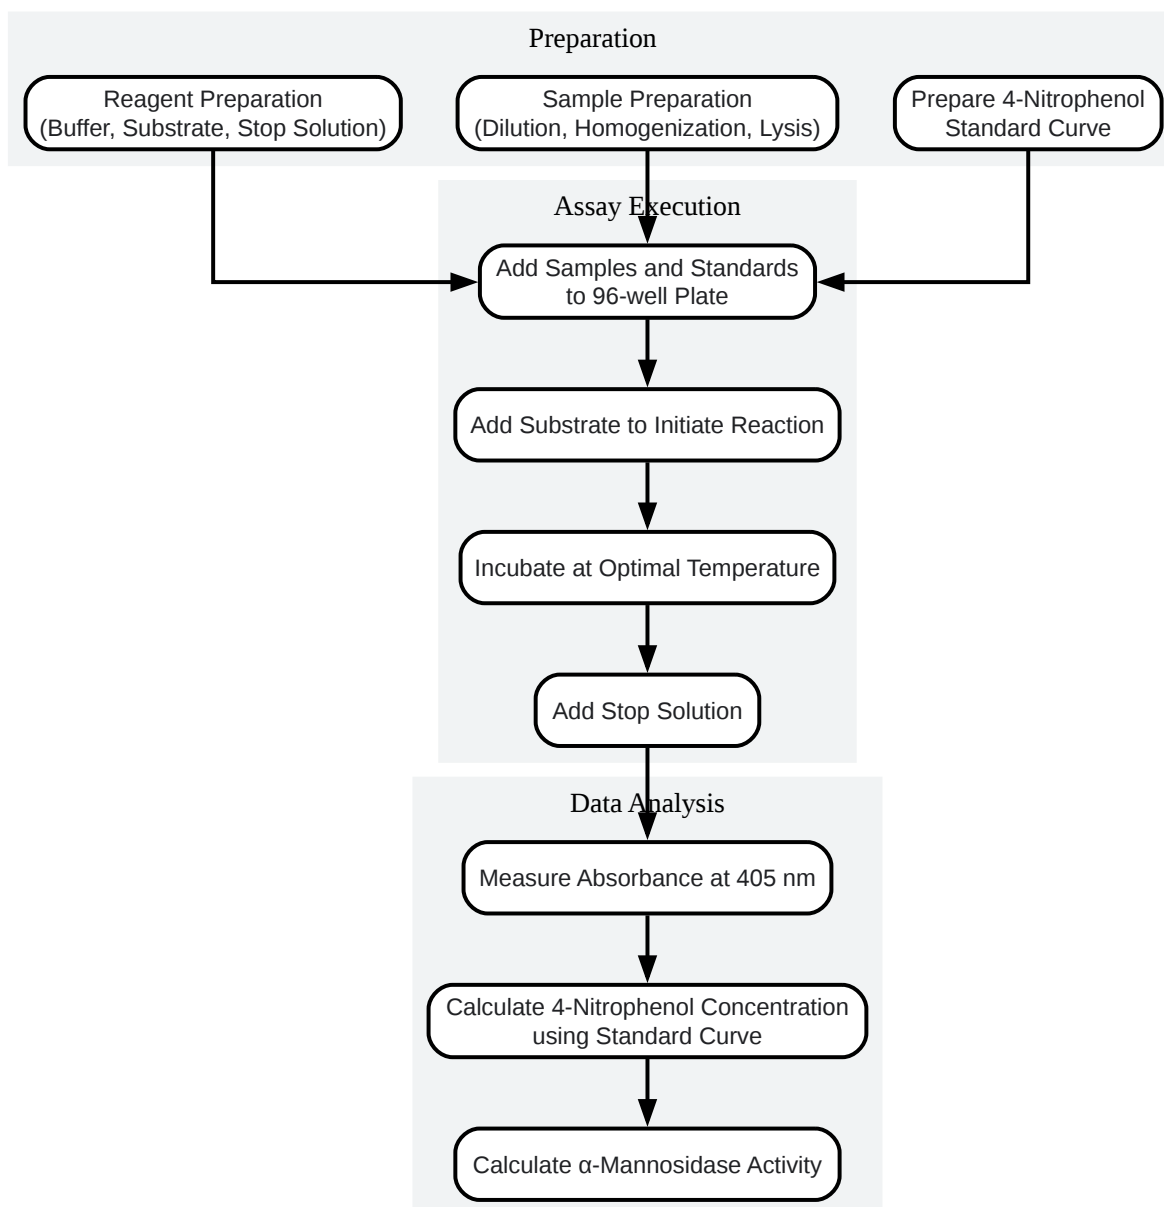 Preparation
Reagent Preparation
(Buffer, Substrate, Stop Solution)
Sample Preparation
(Dilution, Homogenization, Lysis)
Prepare 4-Nitrophenol
Standard Curve
Assay Execution
Add Samples and Standards
to 96-well Plate
Add Substrate to Initiate Reaction
Incubate at Optimal Temperature
Add Stop Solution
Data Analysis
Measure Absorbance at 405 nm
Calculate 4-Nitrophenol Concentration
using Standard Curve
Calculate α-Mannosidase Activity